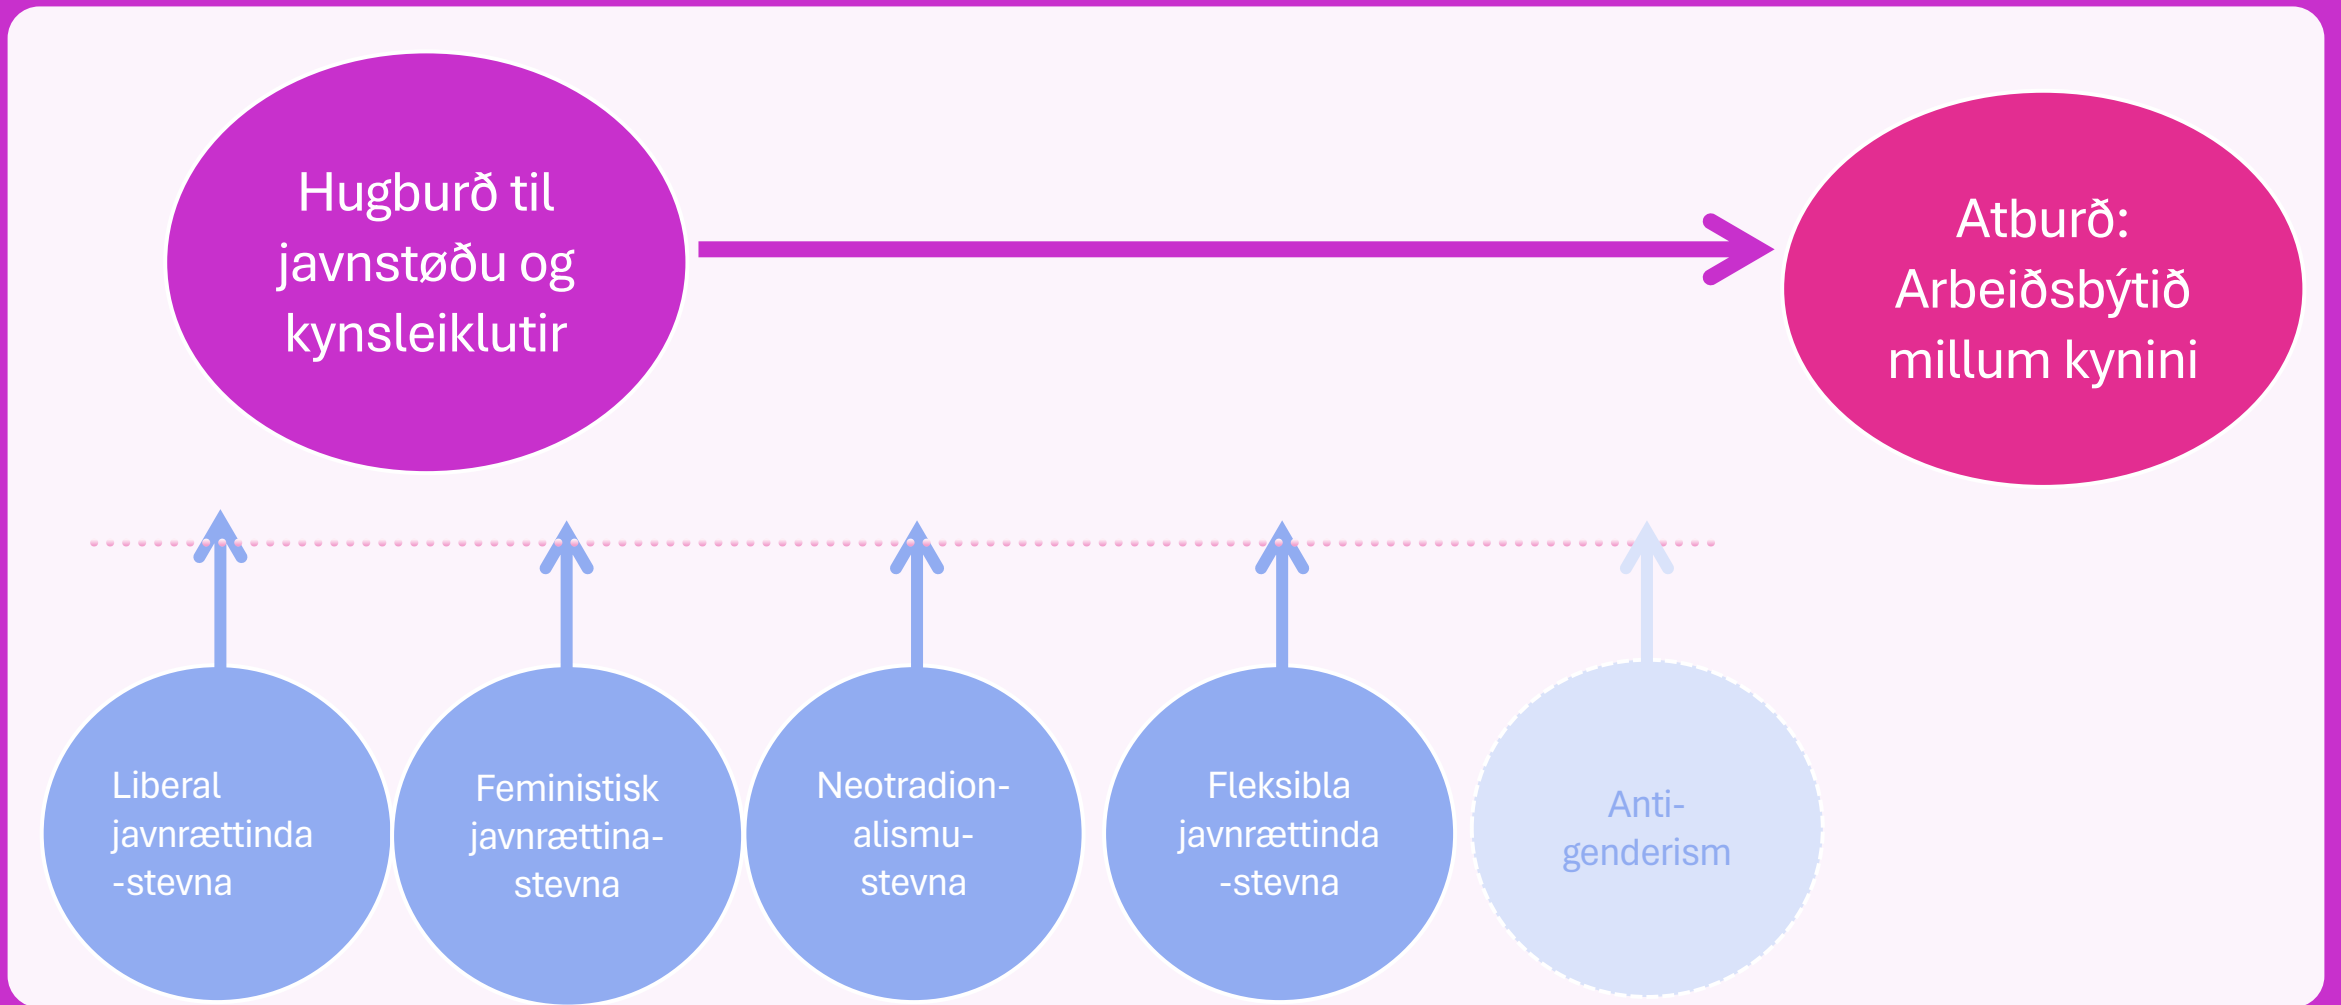 Hugburð til
javnstøðu og
kynsleiklutir
Atburð:
Arbeiðsbýtið
millum kynini
Liberal
javnrættinda
-stevna
Feministisk
javnrættina-
stevna
Neotradion-
alismu-
stevna
Fleksibla
javnrættinda
-stevna
Anti-
genderism